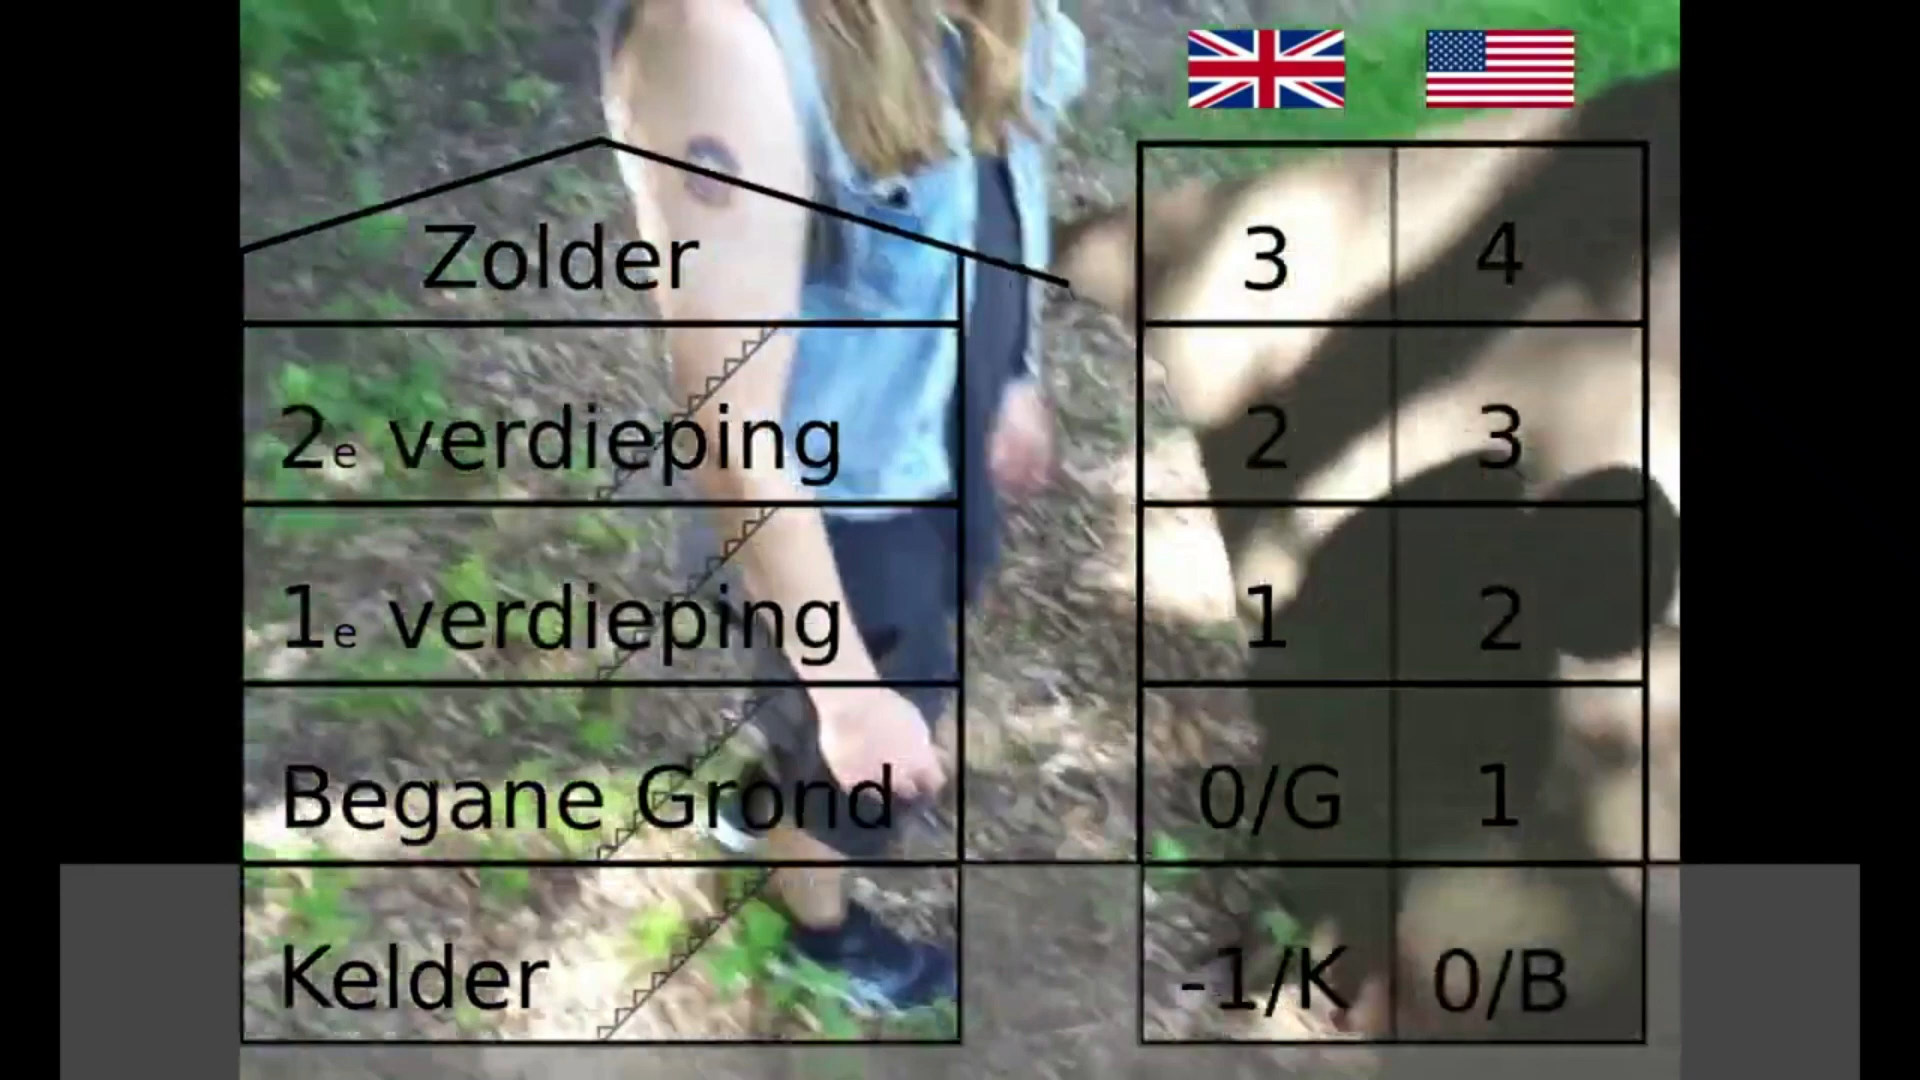 Zolder 3 4
2e verdieping 2 3
1e verdieping 1 2
Begane Grond 0/G 1
Kelder -1/K 0/B